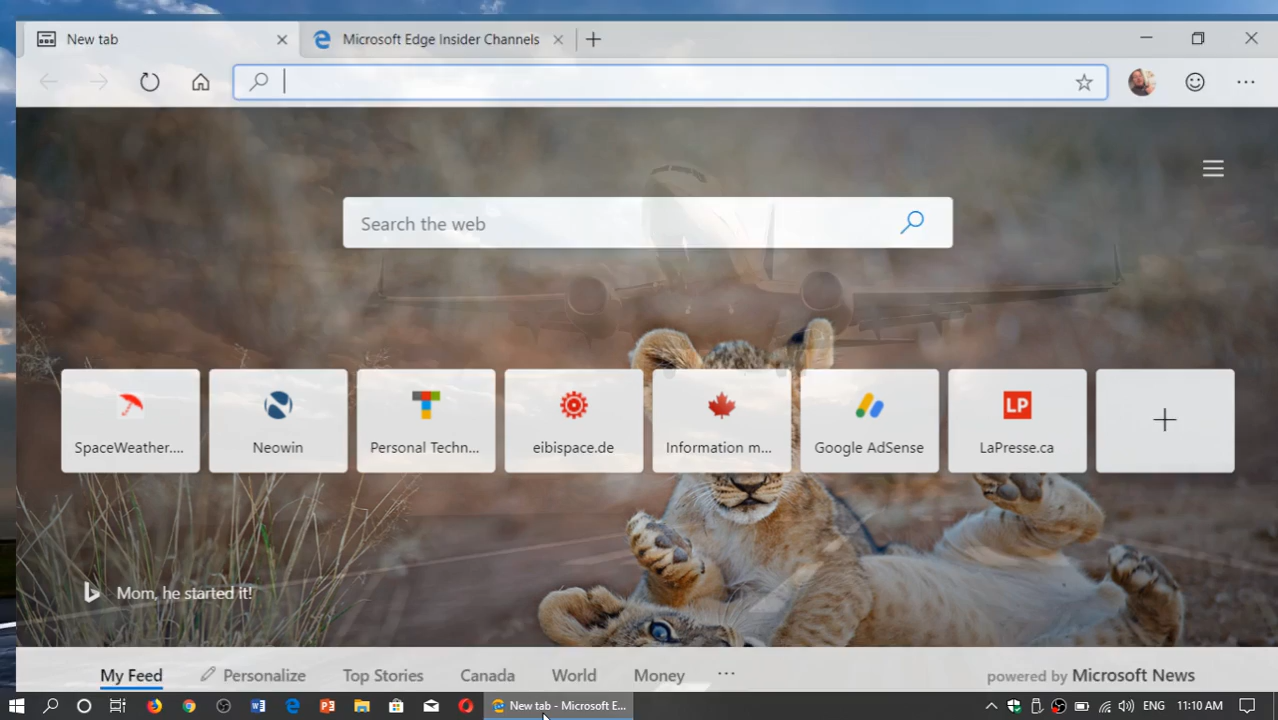 New tab
Microsoft Edge Insider Channels
Search the web
SpaceWeather....
Neowin
Personal Techn...
eibispace.de
Information m...
Google AdSense
LP
LaPresse.ca
Mom, he started it!
My Feed
Personalize
Top Stories
Canada
World
Money
powered by Microsoft News
New tab - Microsoft E...
ENG
11:10 AM